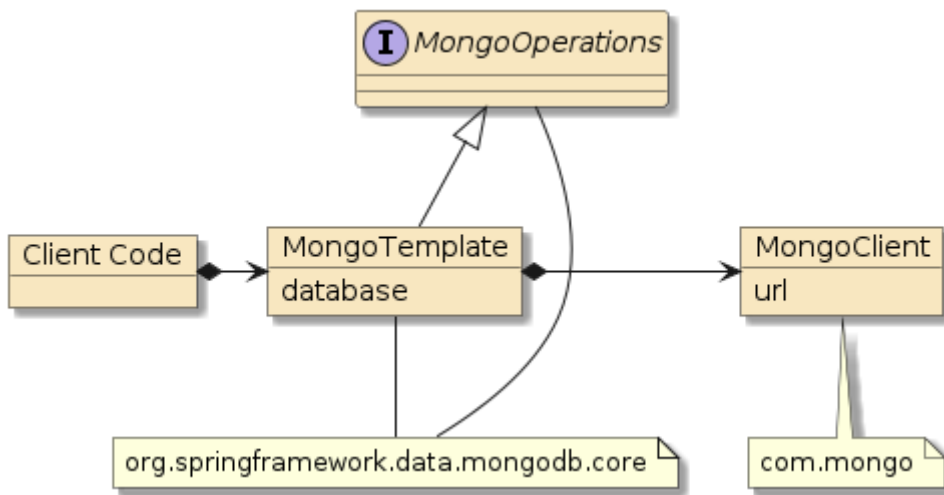 I MongoOperations
Client Code
MongoTemplate
database
MongoClient
url
org.springframework.data.mongodb.core
com.mongo